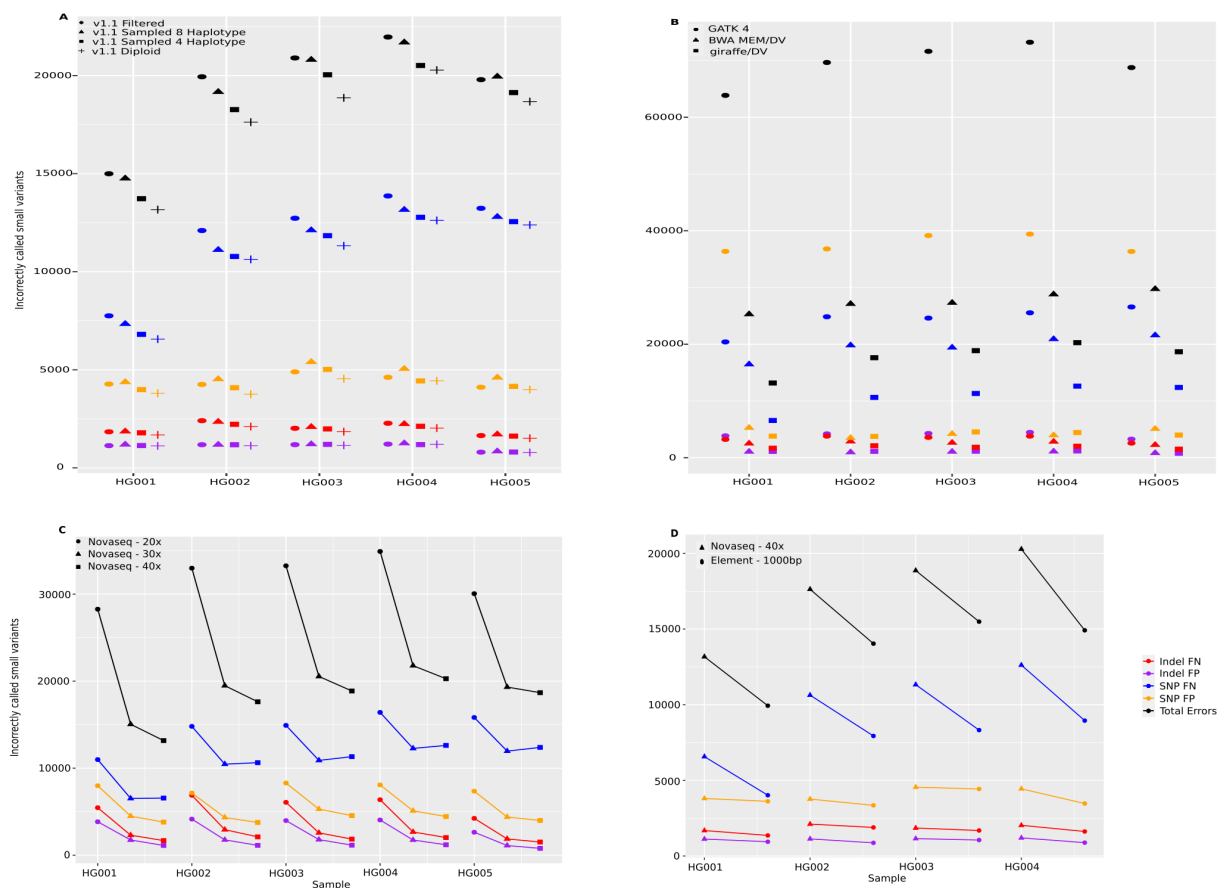 A
v1.1 Filtered
v1.1 Sampled 8 Haplotype
v1.1 Sampled 4 Haplotype
v1.1 Diploid
20000
15000
10000
5000
0
Incorrectly called small variants
HG001 HG002 HG003 HG004 HG005
B
GATK 4
BWA MEM/DV
giraffe/DV
60000
40000
20000
0
HG001 HG002 HG003 HG004 HG005
C
Novaseq - 20x
Novaseq - 30x
Novaseq - 40x
30000
20000
10000
0
Incorrectly called small variants
HG001 HG002 HG003 HG004 HG005
Sample
D
Novaseq - 40x
Element - 1000bp
20000
15000
10000
5000
0
HG001 HG002 HG003 HG004
Sample
Indel FN
Indel FP
SNP FN
SNP FP
Total Errors